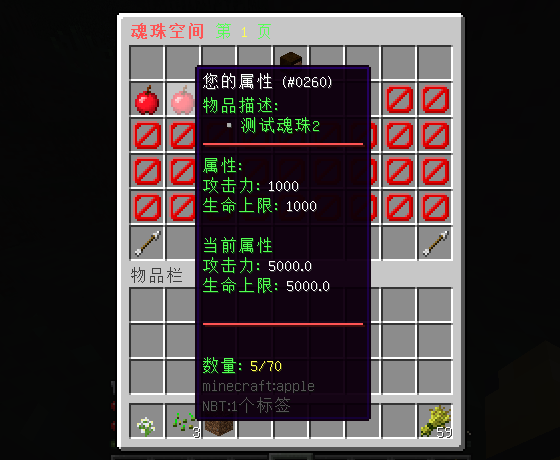 魂珠空间 第 1 页
您的属性 (#0260)
物品描述:
▪ 测试魂珠2
属性:
攻击力: 1000
生命上限: 1000
当前属性
攻击力: 5000.0
生命上限: 5000.0
数量: 5/70
minecraft:apple
NBT:1个标签
物品栏
3
59